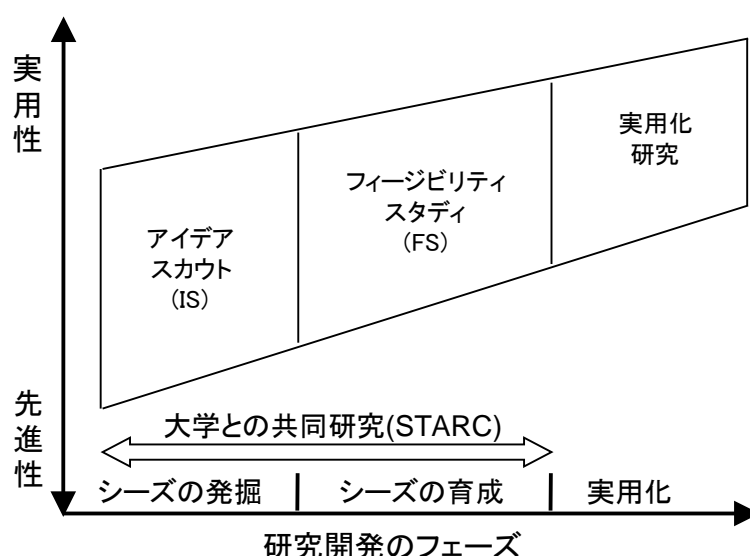 実用性
先進性
アイデア
スカウト
(IS)
フィージビリティ
スタディ
(FS)
実用化
研究
大学との共同研究(STARC)
シーズの発掘
シーズの育成
実用化
研究開発のフェーズ